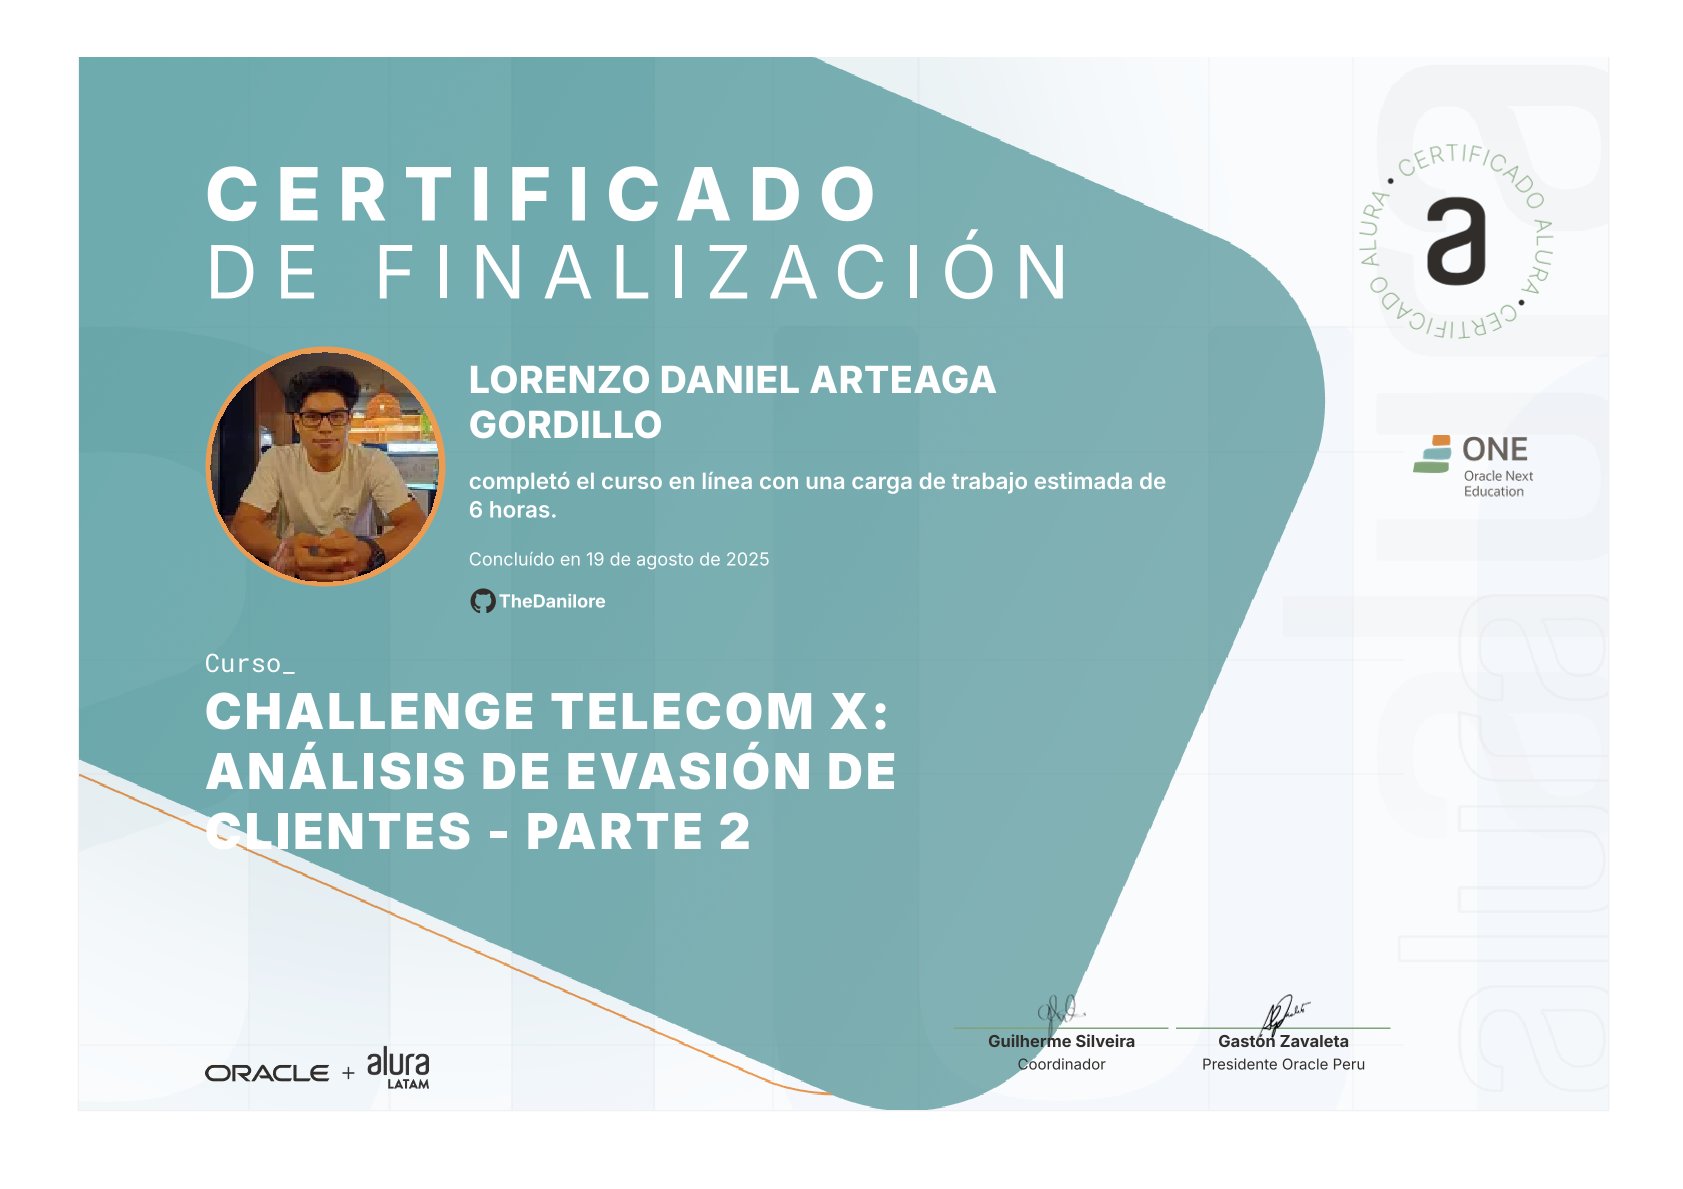 CERTIFICADO
DE FINALIZACIÓN
CERTIFICADO ALURA • CERTIFICADO ALURA •
a
LORENZO DANIEL ARTEAGA
GORDILLO
completó el curso en línea con una carga de trabajo estimada de
6 horas.
Concluído en 19 de agosto de 2025
TheDanilore
ONE
Oracle Next
Education
Curso_
CHALLENGE TELECOM X:
ANÁLISIS DE EVASIÓN DE
CLIENTES - PARTE 2
Guilherme Silveira
Coordinador
Gastón Zavaleta
Presidente Oracle Peru
ORACLE + alura
LATAM
alura